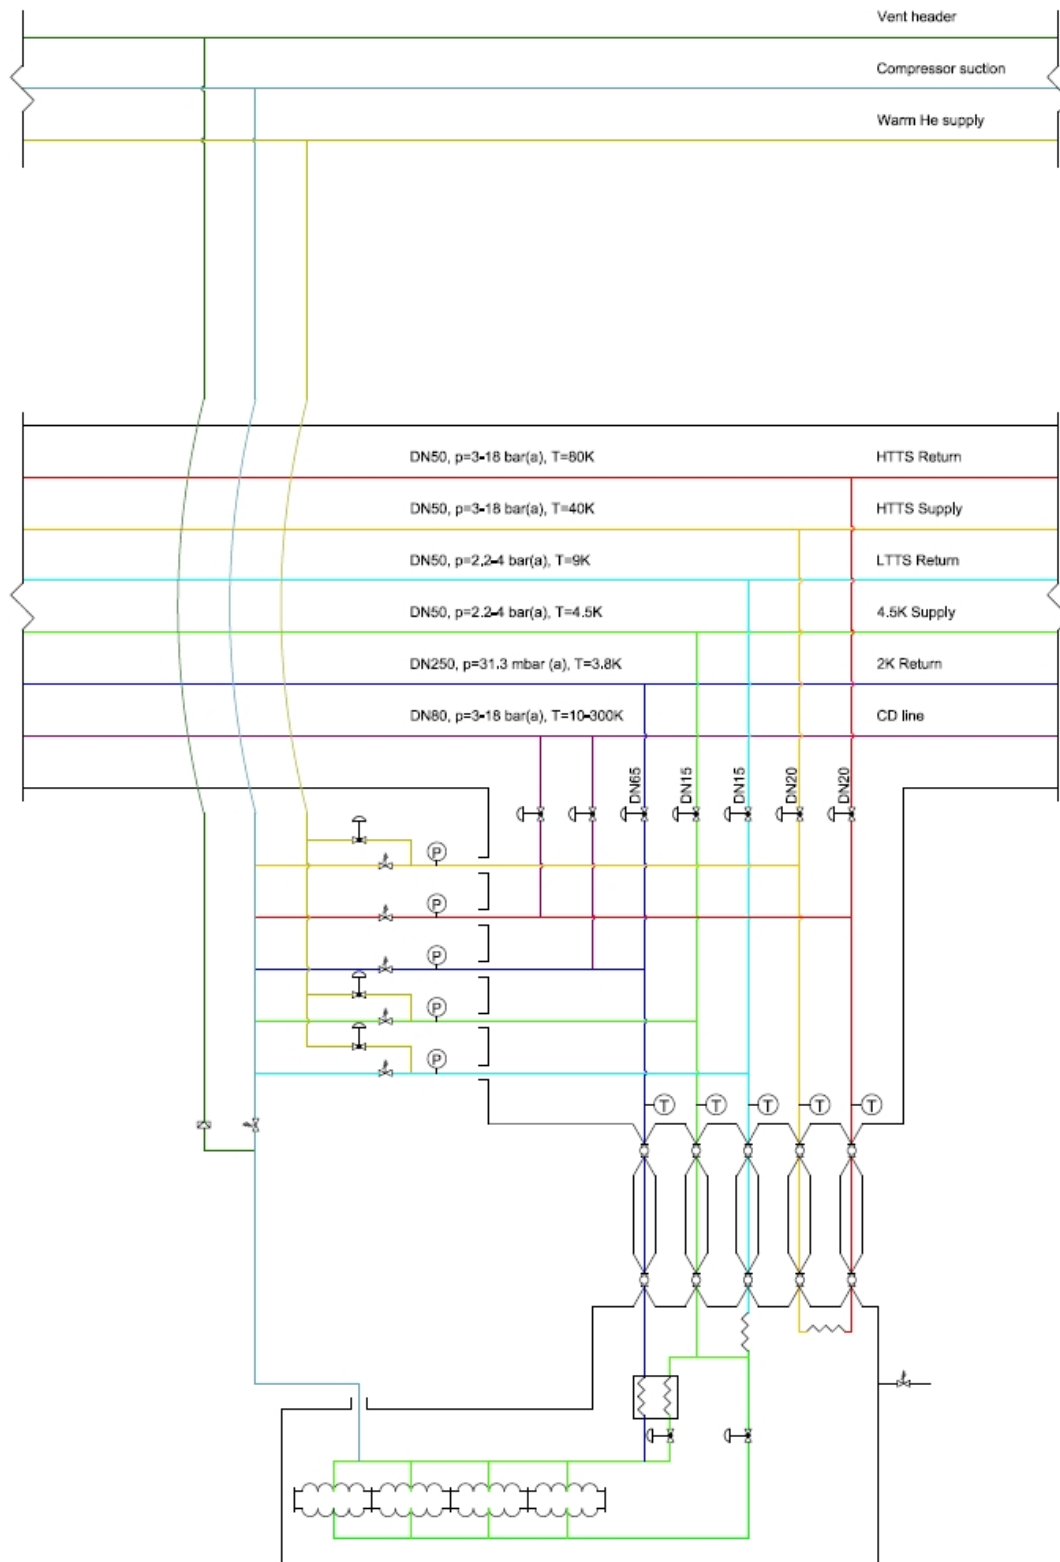 Vent header
Compressor suction
Warm He supply
DN50, p=3-18 bar(a), T=80K HTTS Return
DN50, p=3-18 bar(a), T=40K HTTS Supply
DN50, p=2,2-4 bar(a), T=9K LTTS Return
DN50, p=2.2-4 bar(a), T=4.5K 4.5K Supply
DN250, p=31.3 mbar (a), T=3.8K 2K Return
DN80, p=3-18 bar(a), T=10-300K CD line
DN65 DN15 DN15 DN20 DN20
P
P
P
P
P
T T T T T